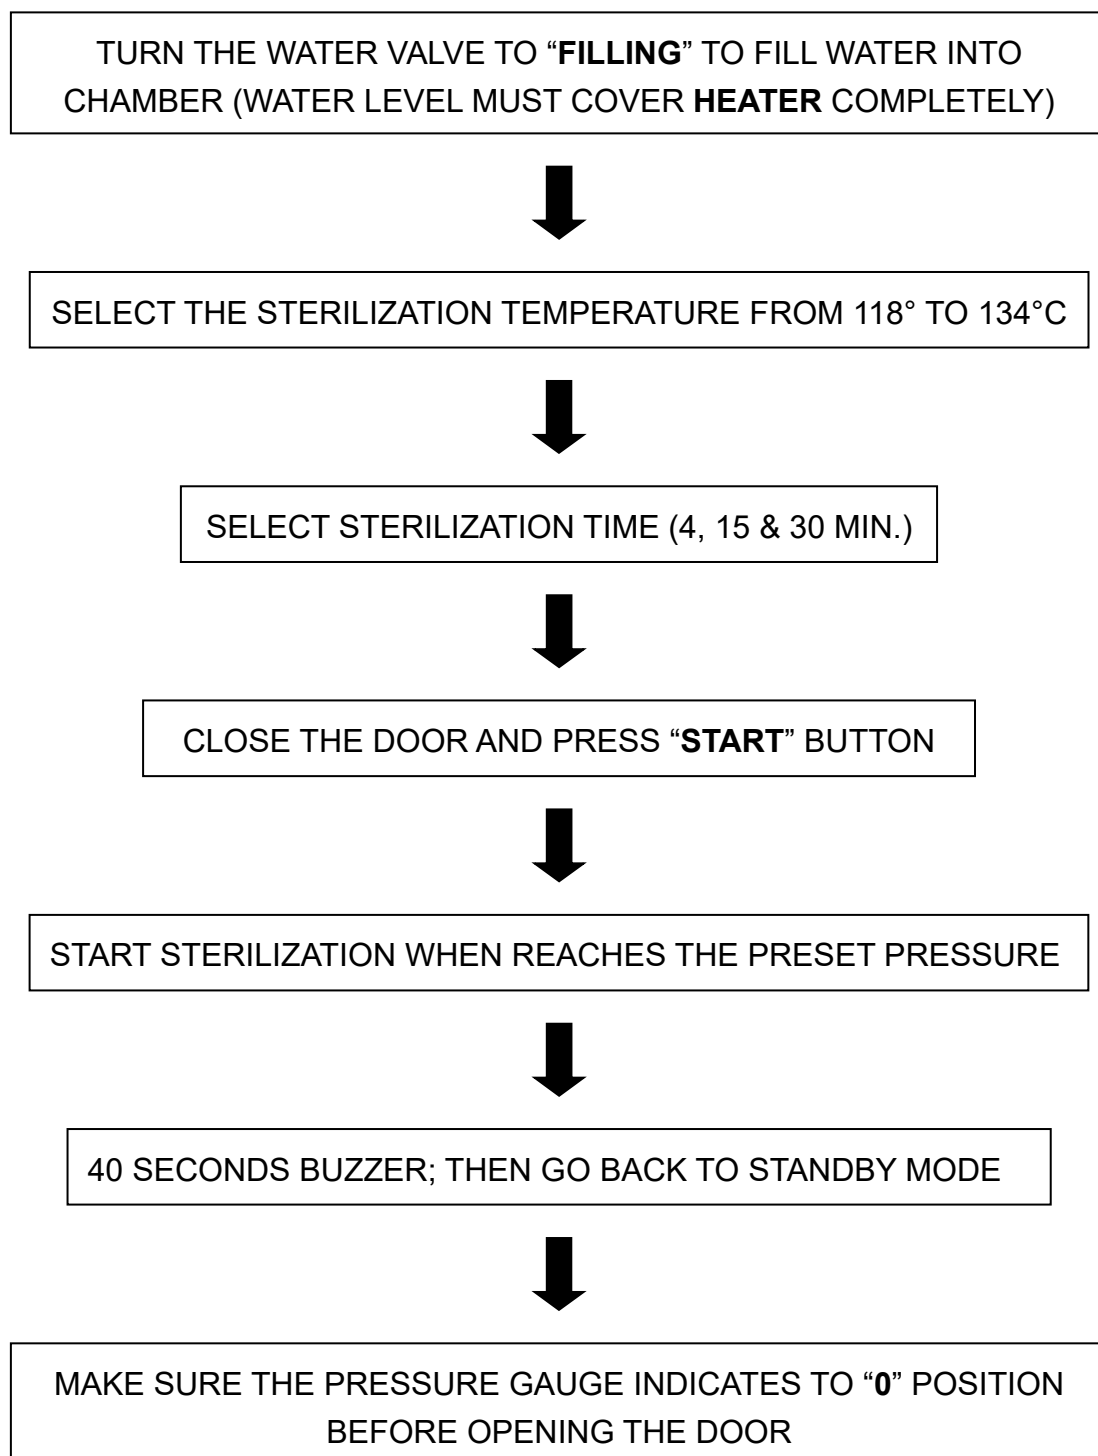 TURN THE WATER VALVE TO “FILLING” TO FILL WATER INTO
CHAMBER (WATER LEVEL MUST COVER HEATER COMPLETELY)
SELECT THE STERILIZATION TEMPERATURE FROM 118° TO 134°C
SELECT STERILIZATION TIME (4, 15 & 30 MIN.)
CLOSE THE DOOR AND PRESS “START” BUTTON
START STERILIZATION WHEN REACHES THE PRESET PRESSURE
40 SECONDS BUZZER; THEN GO BACK TO STANDBY MODE
MAKE SURE THE PRESSURE GAUGE INDICATES TO “0” POSITION
BEFORE OPENING THE DOOR